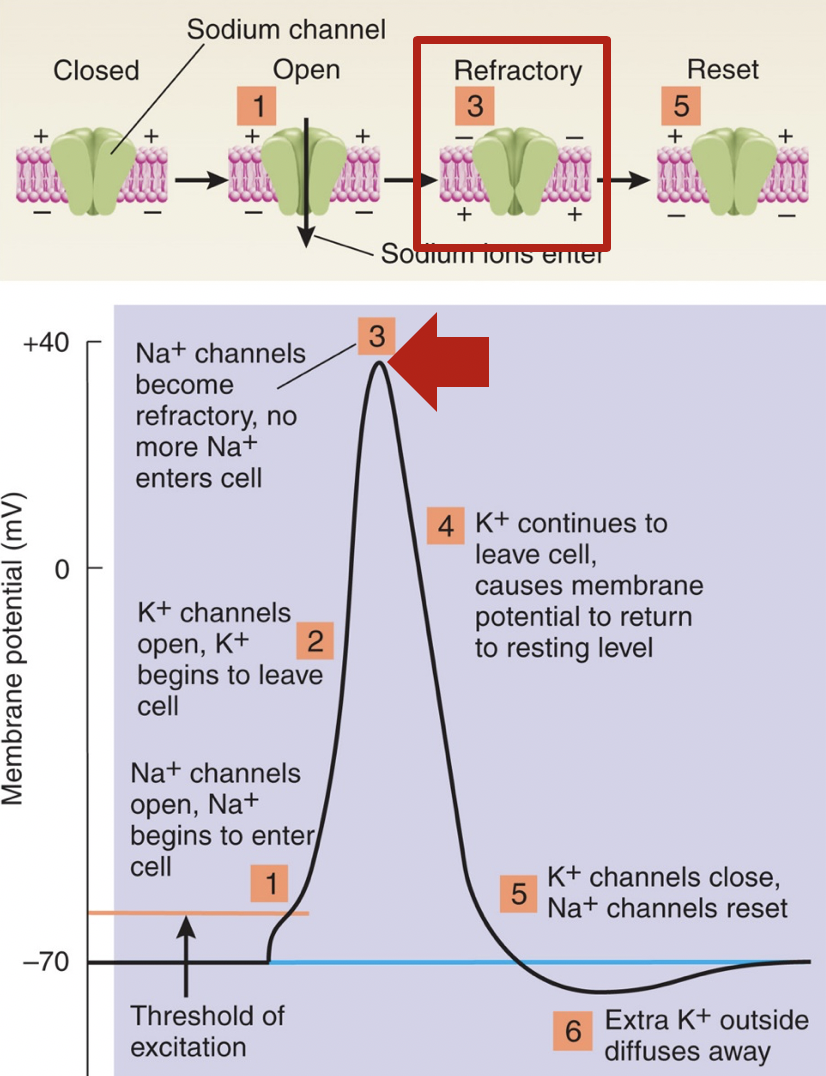 Sodium channel
Closed
Open
Refractory
Reset
1
3
5
+ +
+ +
– –
+ +
– –
– –
+ +
– –
Sodium ions enter
+40
3
Na+ channels
become
refractory, no
more Na+
enters cell
4
K+ continues to
leave cell,
causes membrane
potential to return
to resting level
Membrane potential (mV)
0
K+ channels
open, K+
begins to leave
cell
2
Na+ channels
open, Na+
begins to enter
cell
1
5
K+ channels close,
Na+ channels reset
–70
Threshold of
excitation
6
Extra K+ outside
diffuses away